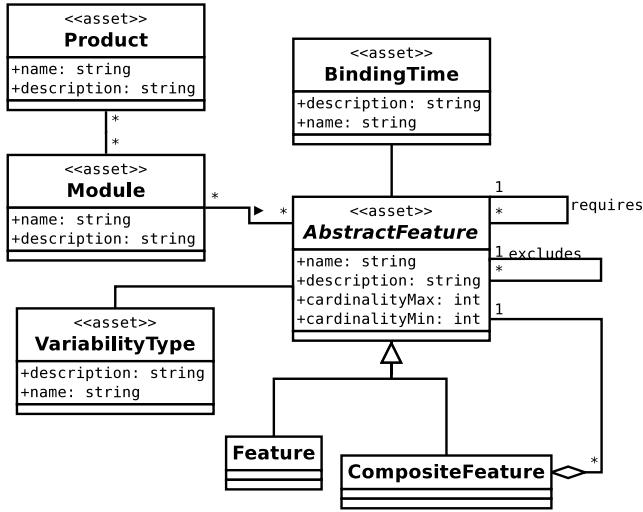 <<asset>>
Product
+name: string
+description: string
*
*
<<asset>>
BindingTime
+description: string
+name: string
<<asset>>
Module
+name: string
+description: string
*
*
<<asset>>
AbstractFeature
+name: string
+description: string
+cardinalityMax: int
+cardinalityMin: int
1
*
requires
1
excludes
*
1
*
<<asset>>
VariabilityType
+description: string
+name: string
Feature
CompositeFeature